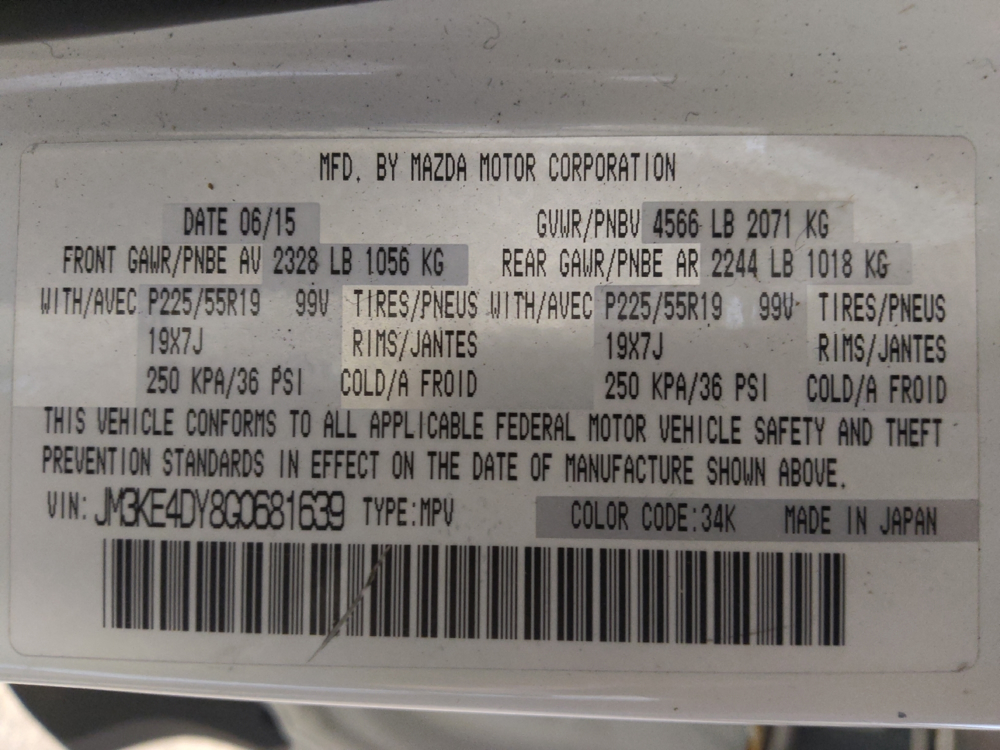 MFD. BY MAZDA MOTOR CORPORATION
DATE 06/15 GVWR/PNBV 4566 LB 2071 KG
FRONT GAWR/PNBE AV 2328 LB 1056 KG REAR GAWR/PNBE AR 2244 LB 1018 KG
WITH/AVEC P225/55R19 99V TIRES/PNEUS WITH/AVEC P225/55R19 99V TIRES/PNEUS
19X7J RIMS/JANTES 19X7J RIMS/JANTES
250 KPA/36 PSI COLD/A FROID 250 KPA/36 PSI COLD/A FROID
THIS VEHICLE CONFORMS TO ALL APPLICABLE FEDERAL MOTOR VEHICLE SAFETY AND THEFT
PREVENTION STANDARDS IN EFFECT ON THE DATE OF MANUFACTURE SHOWN ABOVE.
VIN: JM3KE4DY8G0681639 TYPE:MPV COLOR CODE:34K MADE IN JAPAN